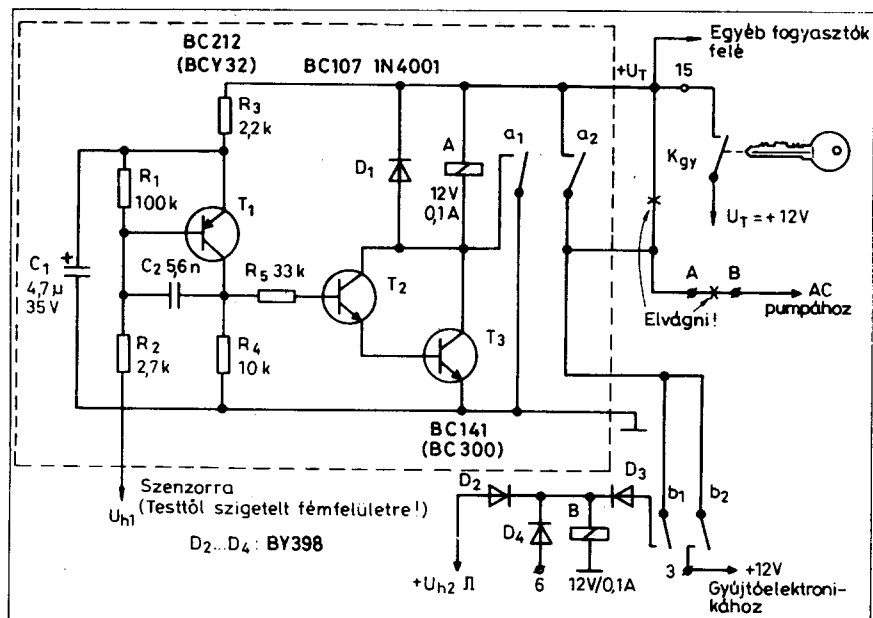 BC212
(BCY32)
BC107 1N4001
Egyéb fogyasztók
felé
+U_T
15
R3
2,2k
R1
100k
T1
D1
A
12V
0,1A
a1
a2
Kgy
U_T = +12V
C1
+
4,7µ
35V
C2 5,6n
R5 33k
T2
A
B
AC
pumpához
Elvágni!
R2
2,7k
R4
10k
T3
BC141
(BC300)
Szenzorra
(Testtől szigetelt fémfelületre!)
Uh1
D2...D4: BY398
D2
D3
D4
B
b1
b2
+Uh2
6
12V/0,1A
3
+12V
Gyújtóelektroni-
kához